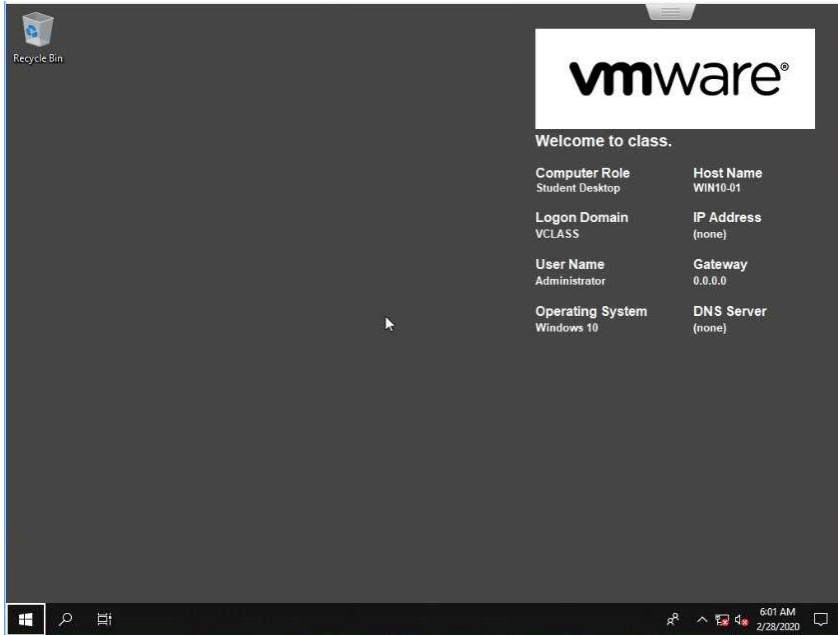 Recycle Bin
vmware®
Welcome to class.
Computer Role
Student Desktop
Host Name
WIN10-01
Logon Domain
VCLASS
IP Address
(none)
User Name
Administrator
Gateway
0.0.0.0
Operating System
Windows 10
DNS Server
(none)
6:01 AM
2/28/2020